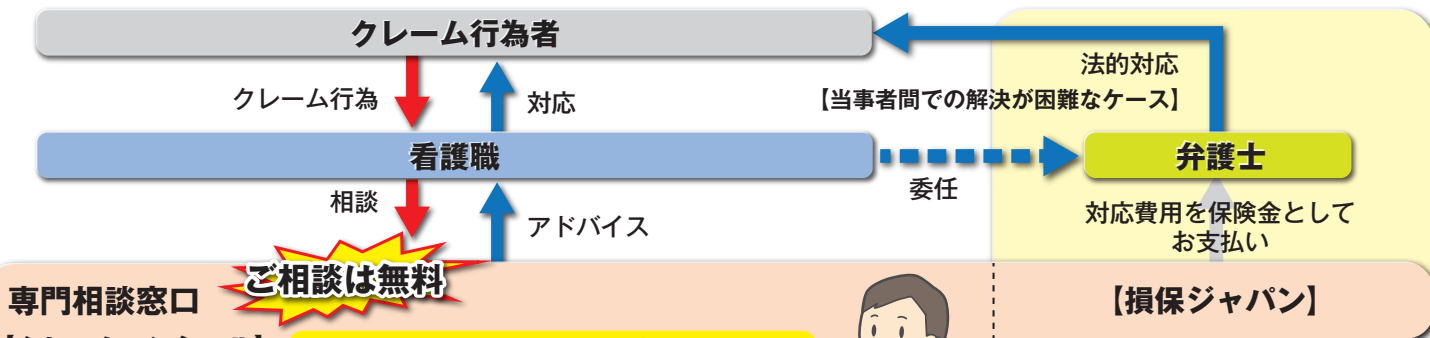 クレーム行為者
法的対応
クレーム行為
対応
【当事者間での解決が困難なケース】
看護職
弁護士
委任
相談
アドバイス
対応費用を保険金として
お支払い
ご相談は無料
専門相談窓口
【損保ジャパン】